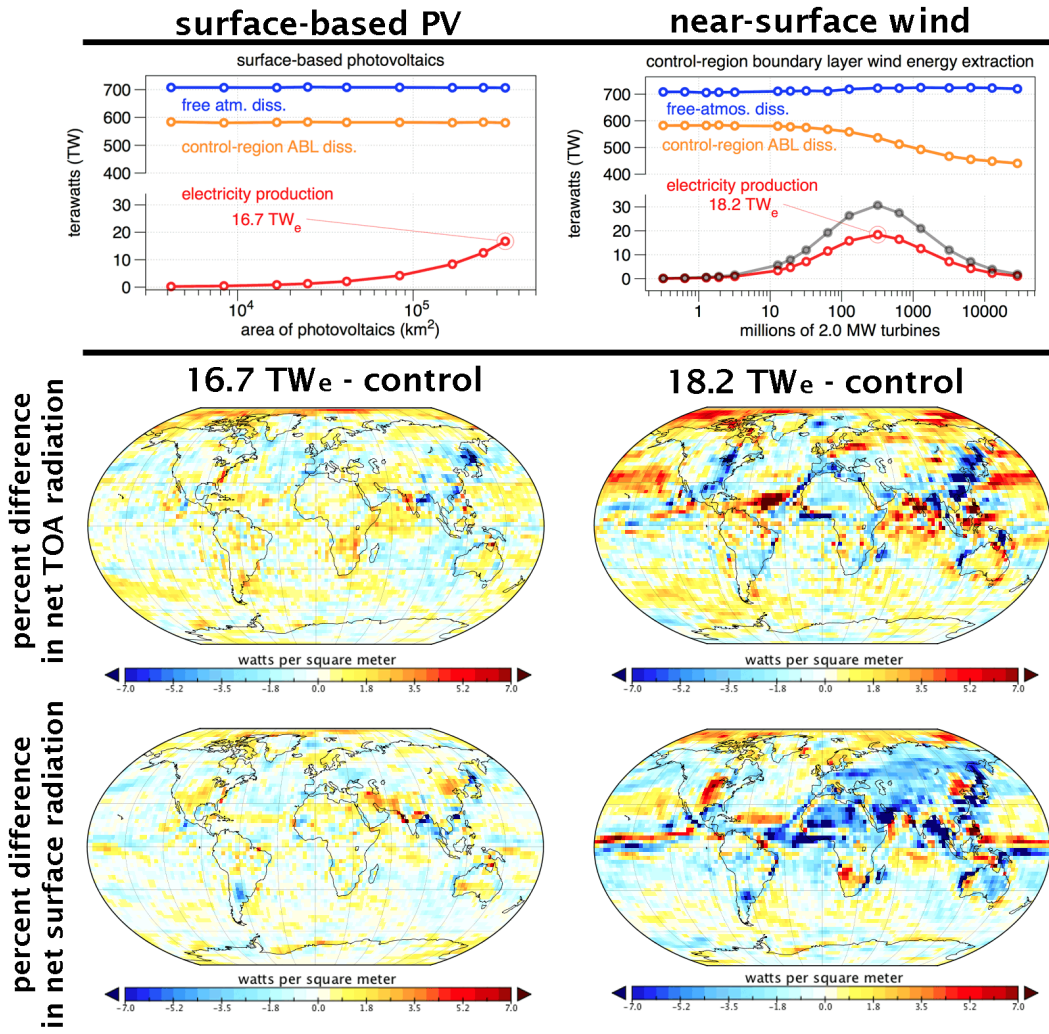 surface-based PV
near-surface wind
surface-based photovoltaics
terawatts (TW)
700
600
500
400
30
20
10
0
free atm. diss.
control-region ABL diss.
electricity production
16.7 TWe
10⁴
10⁵
area of photovoltaics (km²)
control-region boundary layer wind energy extraction
terawatts (TW)
700
600
500
400
30
20
10
0
free-atmos. diss.
control-region ABL diss.
electricity production
18.2 TWe
1
10
100
1000
10000
millions of 2.0 MW turbines
16.7 TWe - control
18.2 TWe - control
percent difference
in net TOA radiation
watts per square meter
-7.0 -5.2 -3.5 -1.8 0.0 1.8 3.5 5.2 7.0
watts per square meter
-7.0 -5.2 -3.5 -1.8 0.0 1.8 3.5 5.2 7.0
percent difference
in net surface radiation
watts per square meter
-7.0 -5.2 -3.5 -1.8 0.0 1.8 3.5 5.2 7.0
watts per square meter
-7.0 -5.2 -3.5 -1.8 0.0 1.8 3.5 5.2 7.0